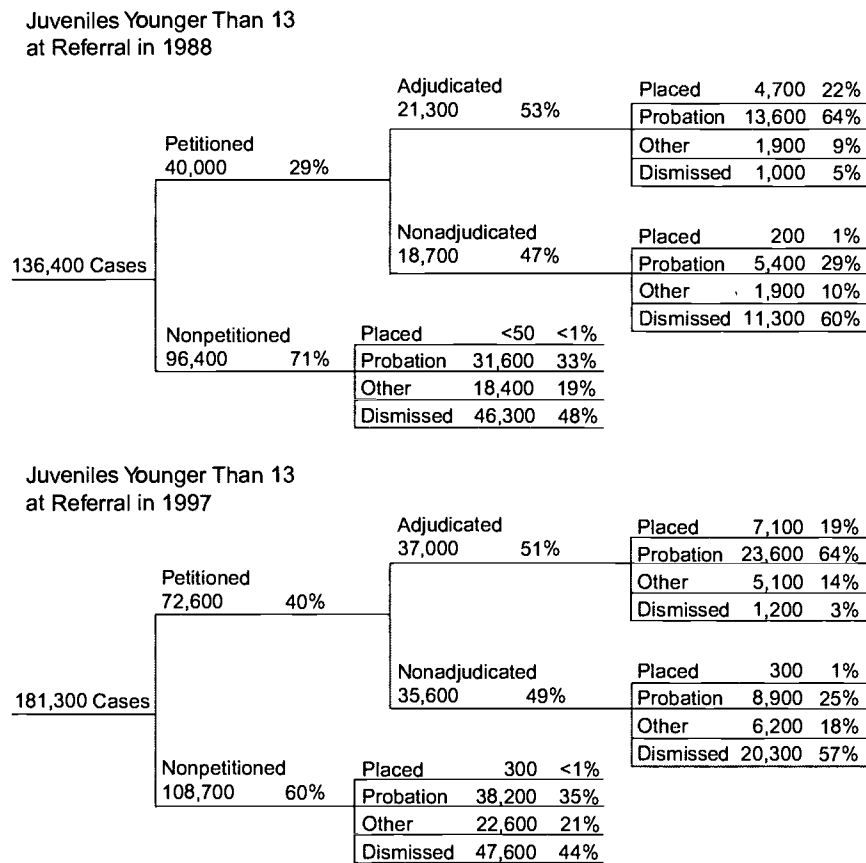 Juveniles Younger Than 13
at Referral in 1988
Adjudicated
21,300 53%
Placed 4,700 22%
Probation 13,600 64%
Other 1,900 9%
Dismissed 1,000 5%
Petitioned
40,000 29%
Nonadjudicated
18,700 47%
Placed 200 1%
Probation 5,400 29%
Other 1,900 10%
Dismissed 11,300 60%
136,400 Cases
Nonpetitioned
96,400 71%
Placed <50 <1%
Probation 31,600 33%
Other 18,400 19%
Dismissed 46,300 48%
Juveniles Younger Than 13
at Referral in 1997
Adjudicated
37,000 51%
Placed 7,100 19%
Probation 23,600 64%
Other 5,100 14%
Dismissed 1,200 3%
Petitioned
72,600 40%
Nonadjudicated
35,600 49%
Placed 300 1%
Probation 8,900 25%
Other 6,200 18%
Dismissed 20,300 57%
181,300 Cases
Nonpetitioned
108,700 60%
Placed 300 <1%
Probation 38,200 35%
Other 22,600 21%
Dismissed 47,600 44%